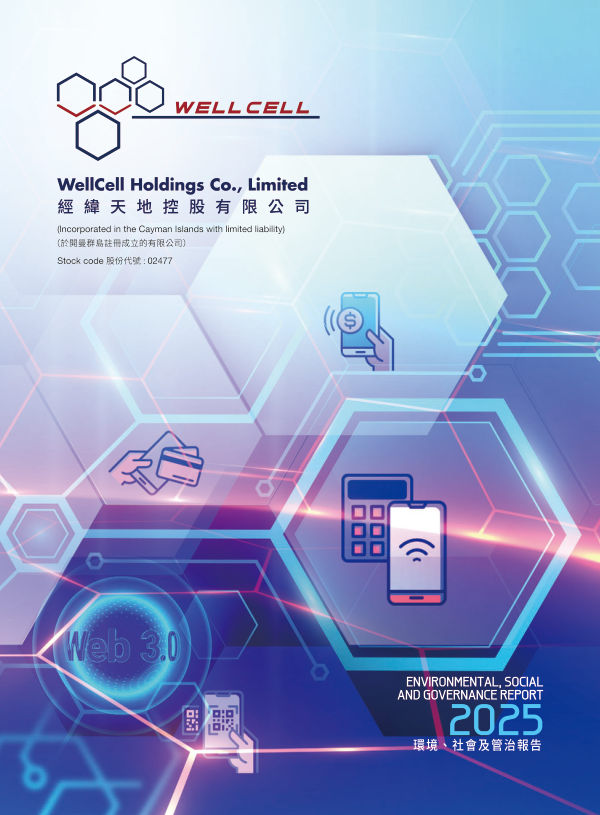 WELLCELL
WellCell Holdings Co., Limited
經緯天地控股有限公司
(Incorporated in the Cayman Islands with limited liability)
(於開曼群島註冊成立的有限公司)
Stock code 股份代號 : 02477
$
Web 3.0
ENVIRONMENTAL, SOCIAL
AND GOVERNANCE REPORT
2025
環境、社會及管治報告